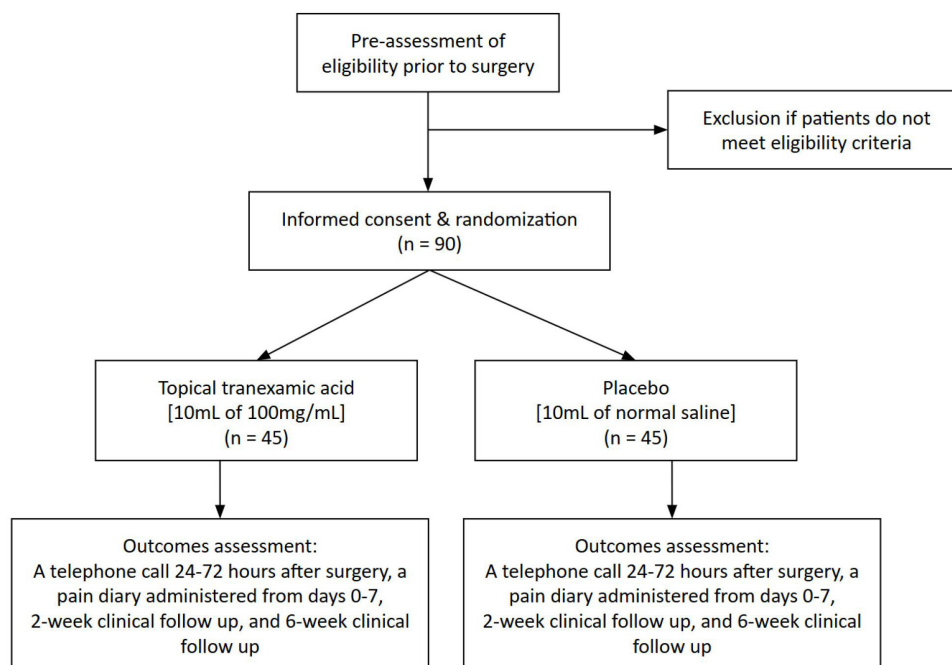 Pre-assessment of
eligibility prior to surgery
Exclusion if patients do not
meet eligibility criteria
Informed consent & randomization
(n = 90)
Topical tranexamic acid
[10mL of 100mg/mL]
(n = 45)
Placebo
[10mL of normal saline]
(n = 45)
Outcomes assessment:
A telephone call 24-72 hours after surgery, a
pain diary administered from days 0-7,
2-week clinical follow up, and 6-week clinical
follow up
Outcomes assessment:
A telephone call 24-72 hours after surgery, a
pain diary administered from days 0-7,
2-week clinical follow up, and 6-week clinical
follow up